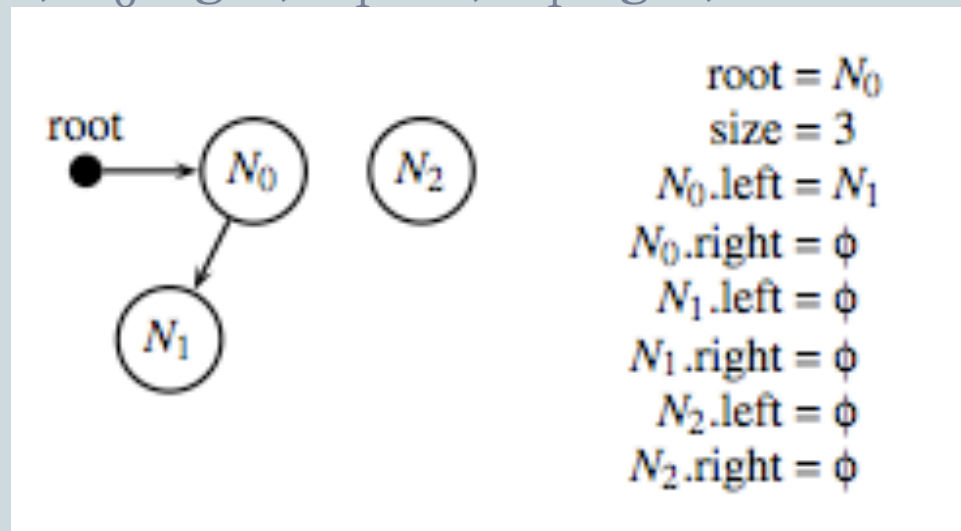 root
N₀
N₂
N₁
root = N₀
size = 3
N₀.left = N₁
N₀.right = ϕ
N₁.left = ϕ
N₁.right = ϕ
N₂.left = ϕ
N₂.right = ϕ